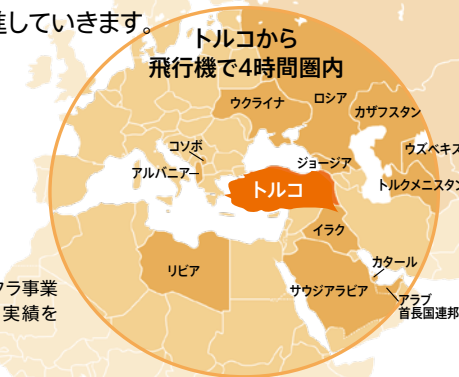 進していきます。
トルコから
飛行機で4時間圏内
ウクライナ
ロシア
カザフスタン
コソボ
ジョージア
ウズベキス
アルバニア
トルコ
トルクメニスタン
イラク
リビア
カタール
サウジアラビア
アラブ
首長国連邦
フラ事業
実績を